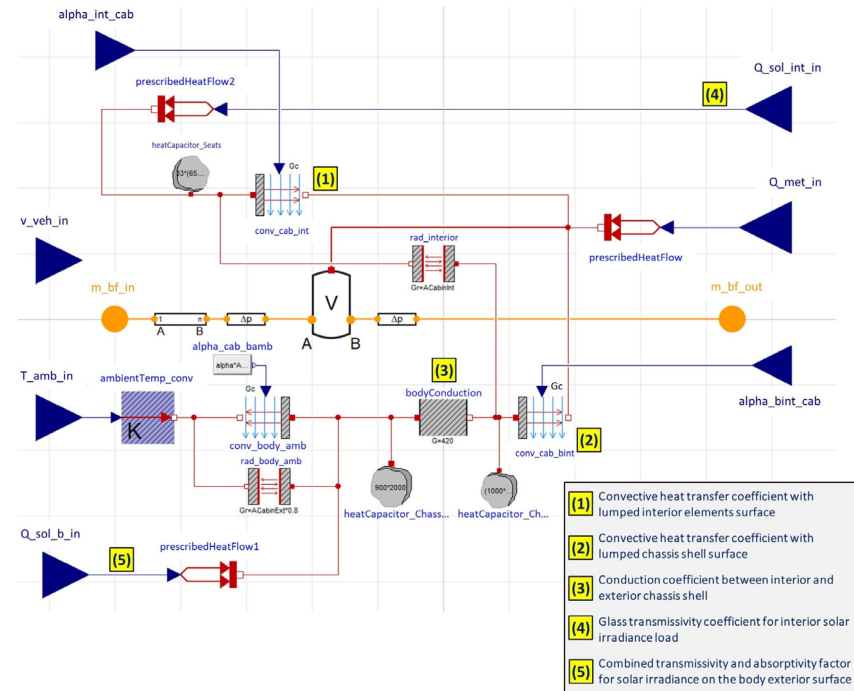 alpha_int_cab
Q_sol_int_in
prescribedHeatFlow2
(4)
heatCapacitor_Seats
33*(65...
Gc
(1)
Q_met_in
v_veh_in
conv_cab_int
rad_interior
Gr=ACabinInt
prescribedHeatFlow
m_bf_in
m_bf_out
V
1 n
Δp
Δp
A B
A B
alpha_cab_bamb
alpha*A...
T_amb_in
ambientTemp_conv
K
Gc
(3)
bodyConduction
G=420
Gc
alpha_bint_cab
conv_body_amb
conv_cab_bint
(2)
rad_body_amb
Gr=ACabinExt*0.8
900*2000
(1000*...
heatCapacitor_Chass...
heatCapacitor_Ch...
Q_sol_b_in
prescribedHeatFlow1
(5)
(1) Convective heat transfer coefficient with
lumped interior elements surface
(2) Convective heat transfer coefficient with
lumped chassis shell surface
(3) Conduction coefficient between interior and
exterior chassis shell
(4) Glass transmissivity coefficient for interior solar
irradiance load
(5) Combined transmissivity and absorptivity factor
for solar irradiance on the body exterior surface